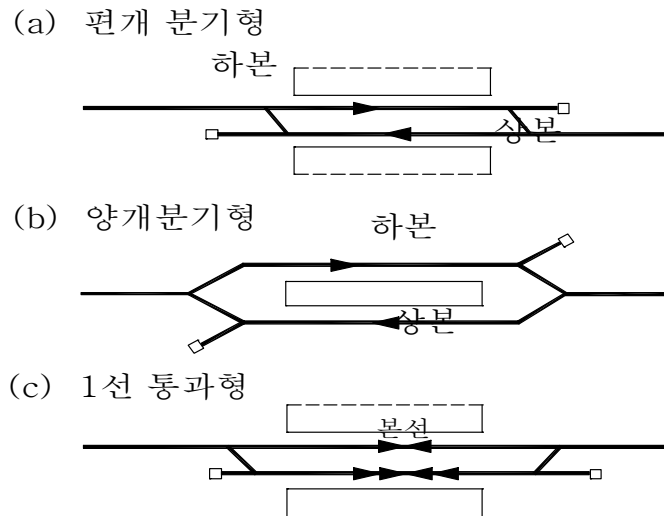 (a) 편개 분기형
하본
상본
(b) 양개분기형
하본
상본
(c) 1선 통과형
본선